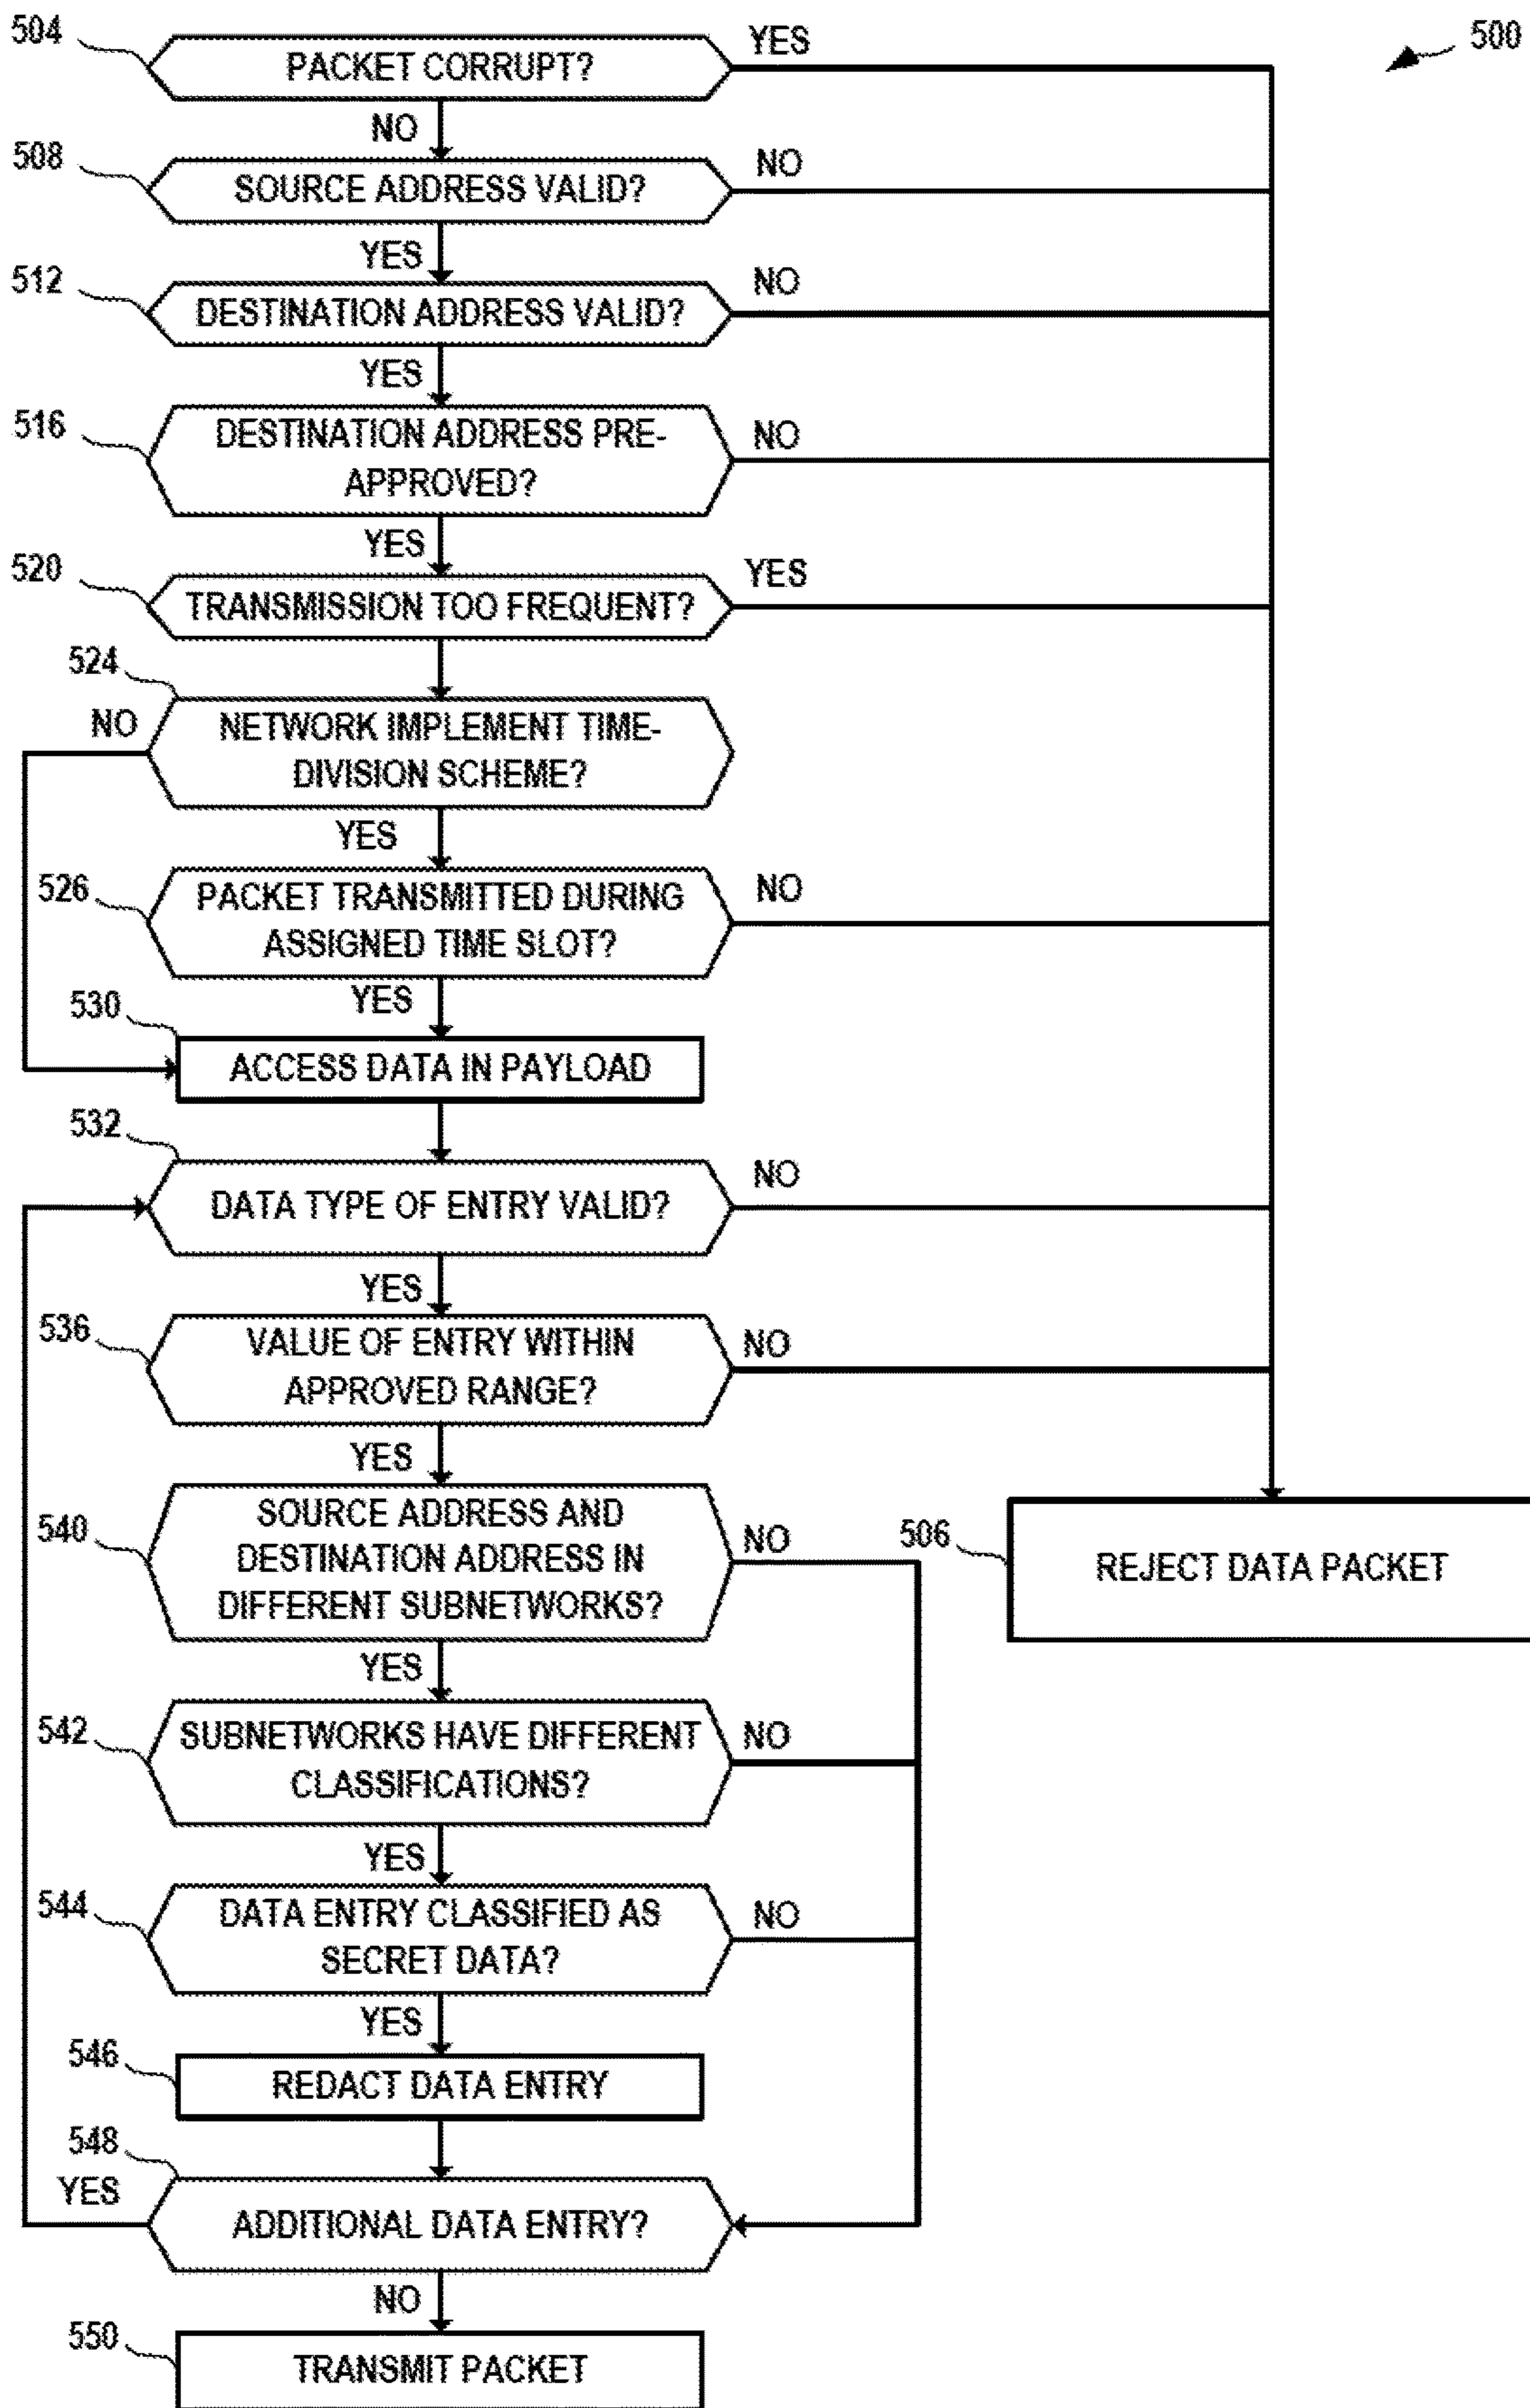 504
PACKET CORRUPT?
YES
500
NO
508
SOURCE ADDRESS VALID?
NO
YES
512
DESTINATION ADDRESS VALID?
NO
YES
516
DESTINATION ADDRESS PRE-
APPROVED?
NO
YES
520
TRANSMISSION TOO FREQUENT?
YES
524
NO
NETWORK IMPLEMENT TIME-
DIVISION SCHEME?
YES
526
PACKET TRANSMITTED DURING
ASSIGNED TIME SLOT?
NO
YES
530
ACCESS DATA IN PAYLOAD
532
DATA TYPE OF ENTRY VALID?
NO
YES
536
VALUE OF ENTRY WITHIN
APPROVED RANGE?
NO
YES
540
SOURCE ADDRESS AND
DESTINATION ADDRESS IN
DIFFERENT SUBNETWORKS?
NO
506
REJECT DATA PACKET
YES
542
SUBNETWORKS HAVE DIFFERENT
CLASSIFICATIONS?
NO
YES
544
DATA ENTRY CLASSIFIED AS
SECRET DATA?
NO
YES
546
REDACT DATA ENTRY
548
YES
ADDITIONAL DATA ENTRY?
NO
550
TRANSMIT PACKET